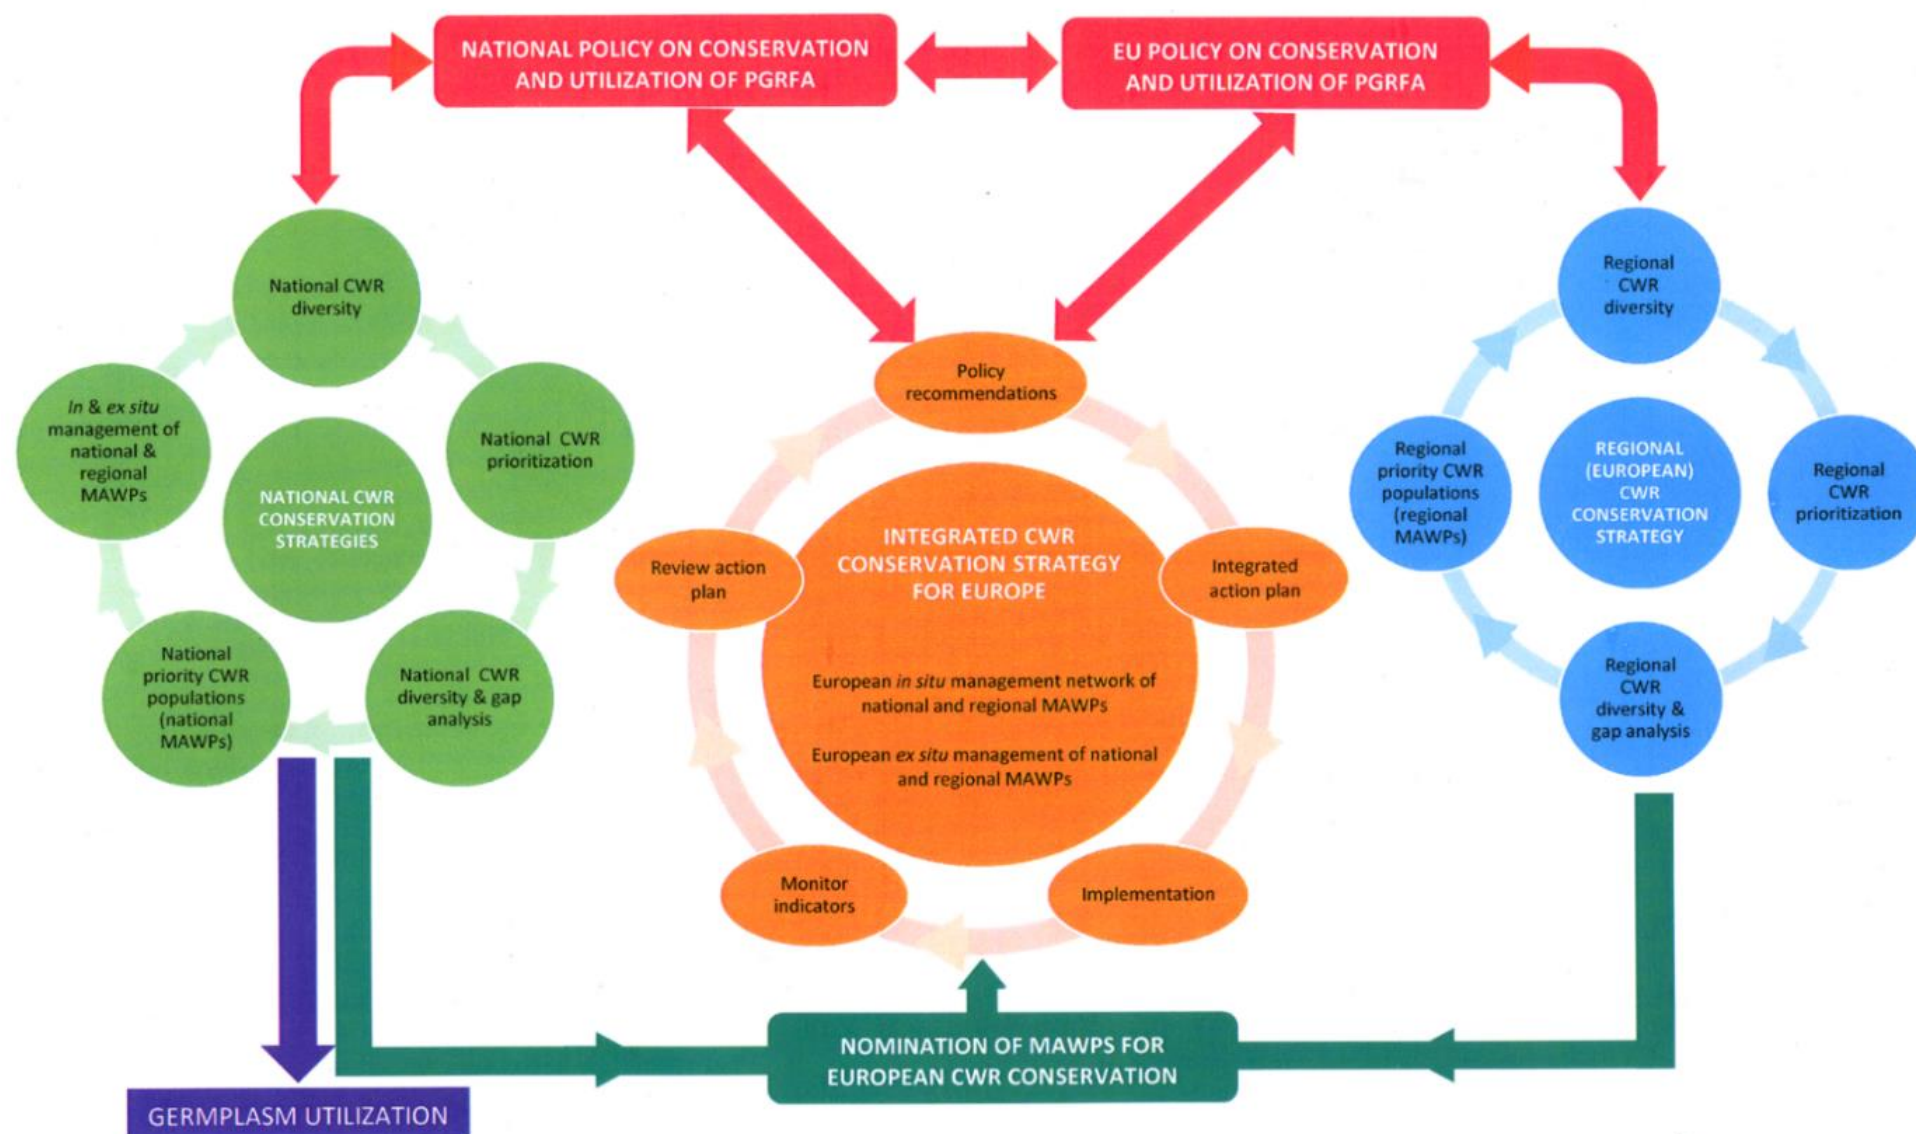 NATIONAL POLICY ON CONSERVATION
AND UTILIZATION OF PGRFA
EU POLICY ON CONSERVATION
AND UTILIZATION OF PGRFA
National CWR
diversity
National CWR
prioritization
National CWR
diversity & gap
analysis
National
priority CWR
populations
(national
MAWPs)
In & ex situ
management of
national &
regional
MAWPs
NATIONAL CWR
CONSERVATION
STRATEGIES
Policy
recommendations
Integrated
action plan
Implementation
Monitor
indicators
Review action
plan
INTEGRATED CWR
CONSERVATION STRATEGY
FOR EUROPE
European in situ management network of
national and regional MAWPs
European ex situ management of national
and regional MAWPs
Regional
CWR
diversity
Regional
CWR
prioritization
Regional
CWR
diversity &
gap analysis
Regional
priority CWR
populations
(regional
MAWPs)
REGIONAL
(EUROPEAN)
CWR
CONSERVATION
STRATEGY
NOMINATION OF MAWPS FOR
EUROPEAN CWR CONSERVATION
GERMPLASM UTILIZATION